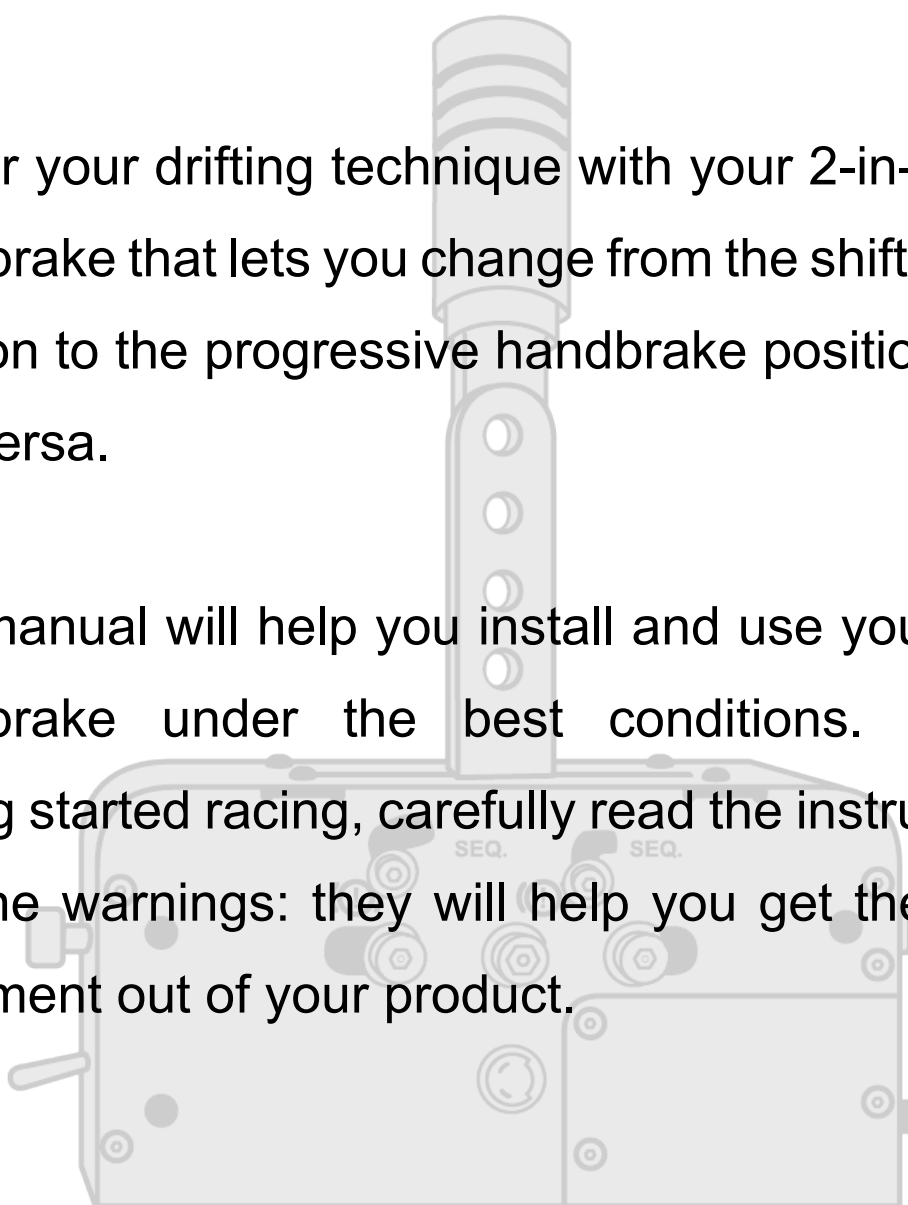 r your drifting technique with your 2-in-
brake that lets you change from the shift
on to the progressive handbrake positio
ersa.
manual will help you install and use you
brake under the best conditions.
g started racing, carefully read the instru
ne warnings: they will help you get the
ment out of your product.
SEQ. SEQ.